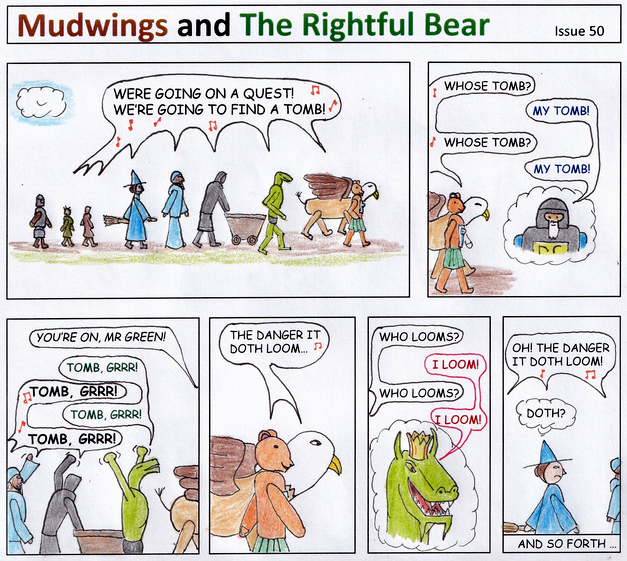 Mudwings and The Rightful Bear
Issue 50
WERE GOING ON A QUEST!
WE'RE GOING TO FIND A TOMB!
WHOSE TOMB?
MY TOMB!
WHOSE TOMB?
MY TOMB!
YOU'RE ON, MR GREEN!
TOMB, GRRR!
TOMB, GRRR!
TOMB, GRRR!
TOMB, GRRR!
THE DANGER IT
DOTH LOOM...
WHO LOOMS?
I LOOM!
WHO LOOMS?
I LOOM!
OH! THE DANGER
IT DOTH LOOM!
DOTH?
AND SO FORTH ...